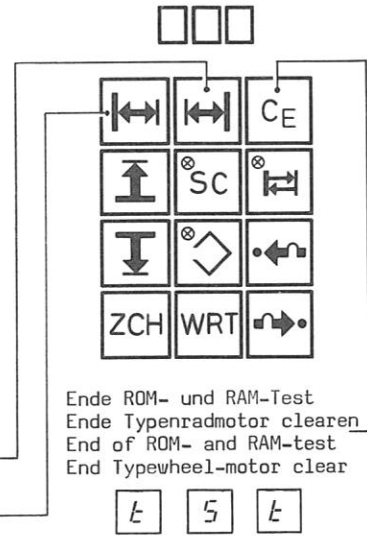 CE
SC
ZCH WRT
Ende ROM- und RAM-Test
Ende Typenradmotor clearen
End of ROM- and RAM-test
End Typewheel-motor clear
t S t